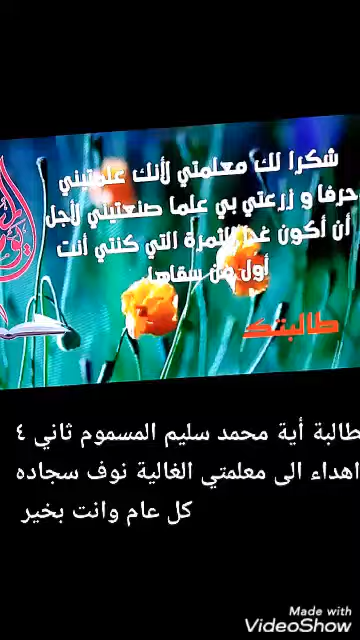 شكرا لك معلمتي لأنك علمتيني
حرفا و زرعتي بي علما صنعتيني لأجل
أن أكون غدا الثمرة التي كنتي أنت
أول من سقاها
طالبتك
طالبة أية محمد سليم المسموم ثاني ٤
اهداء الى معلمتي الغالية نوف سجاده
كل عام وانت بخير
Made with
VideoShow